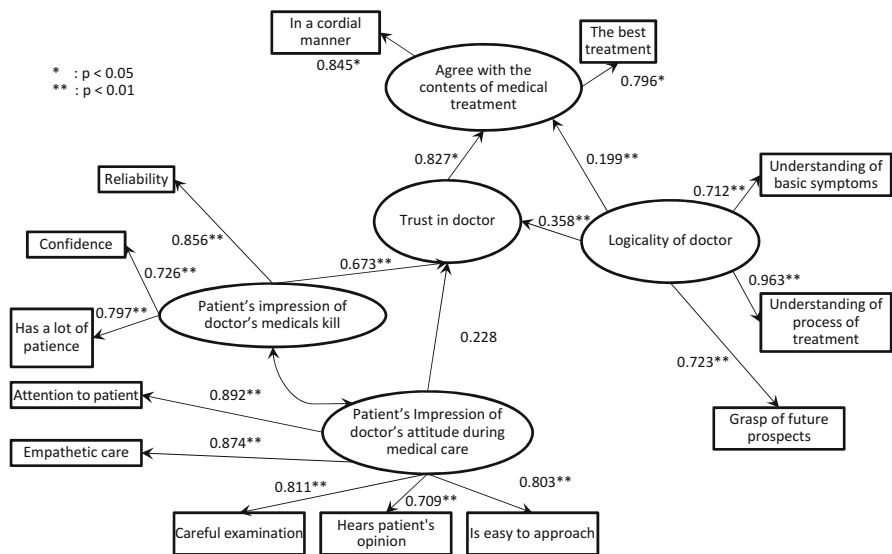 In a cordial
manner
The best
treatment
* : p < 0.05
** : p < 0.01
0.845*
Agree with the
contents of medical
treatment
0.796*
0.827*
0.199**
Reliability
Understanding of
basic symptoms
0.712**
Trust in doctor
0.358**
Logicality of doctor
Confidence
0.856**
0.726**
0.673**
0.963**
Has a lot of
patience
0.797**
Patient's impression of
doctor's medicals kill
Understanding of
process of
treatment
0.228
0.723**
Attention to patient
0.892**
Patient's Impression of
doctor's attitude during
medical care
Grasp of future
prospects
Empathetic care
0.874**
0.811**
0.709**
0.803**
Careful examination
Hears patient's
opinion
Is easy to approach